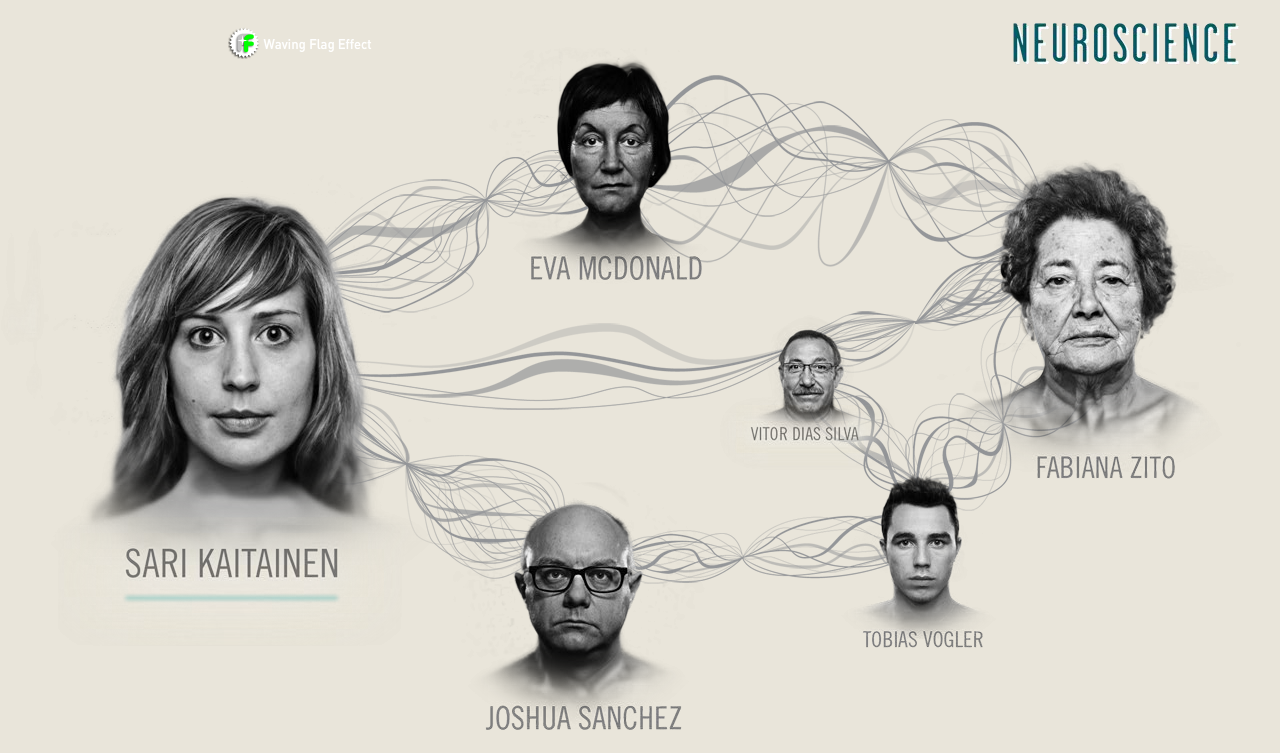 Waving Flag Effect
NEUROSCIENCE
EVA MCDONALD
VITOR DIAS SILVA
FABIANA ZITO
SARI KAITAINEN
TOBIAS VOGLER
JOSHUA SANCHEZ